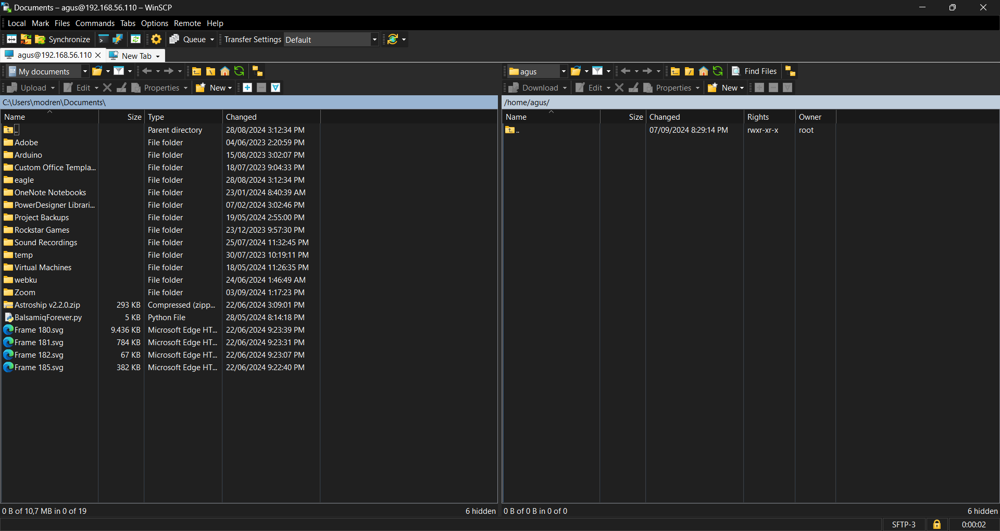 Documents – agus@192.168.56.110 – WinSCP
Local Mark Files Commands Tabs Options Remote Help
Synchronize Queue Transfer Settings Default
agus@192.168.56.110 New Tab
My documents
Upload Edit Properties New
C:\Users\modren\Documents\
Name Size Type Changed
.. Parent directory 28/08/2024 3:12:34 PM
Adobe File folder 04/06/2023 2:20:59 PM
Arduino File folder 15/08/2023 3:02:07 PM
Custom Office Templa... File folder 18/07/2023 9:04:33 PM
eagle File folder 28/08/2024 3:12:34 PM
OneNote Notebooks File folder 23/01/2024 8:40:39 AM
PowerDesigner Librari... File folder 07/02/2024 3:02:46 PM
Project Backups File folder 19/05/2024 2:55:00 PM
Rockstar Games File folder 23/12/2023 9:57:30 PM
Sound Recordings File folder 25/07/2024 11:32:45 PM
temp File folder 30/07/2023 10:19:11 PM
Virtual Machines File folder 18/05/2024 11:26:35 PM
webku File folder 24/06/2024 1:46:49 AM
Zoom File folder 03/09/2024 1:17:23 PM
Astroship v2.2.0.zip 293 KB Compressed (zipp... 22/06/2024 3:09:01 PM
BalsamiqForever.py 5 KB Python File 28/05/2024 8:14:18 PM
Frame 180.svg 9.436 KB Microsoft Edge HT... 22/06/2024 9:23:39 PM
Frame 181.svg 784 KB Microsoft Edge HT... 22/06/2024 9:23:31 PM
Frame 182.svg 67 KB Microsoft Edge HT... 22/06/2024 9:23:07 PM
Frame 185.svg 382 KB Microsoft Edge HT... 22/06/2024 9:22:40 PM
0 B of 10,7 MB in 0 of 19 6 hidden
agus Find Files
Download Edit Properties New
/home/agus/
Name Size Changed Rights Owner
.. 07/09/2024 8:29:14 PM rwxr-xr-x root
0 B of 0 B in 0 of 0 6 hidden
SFTP-3 0:00:02